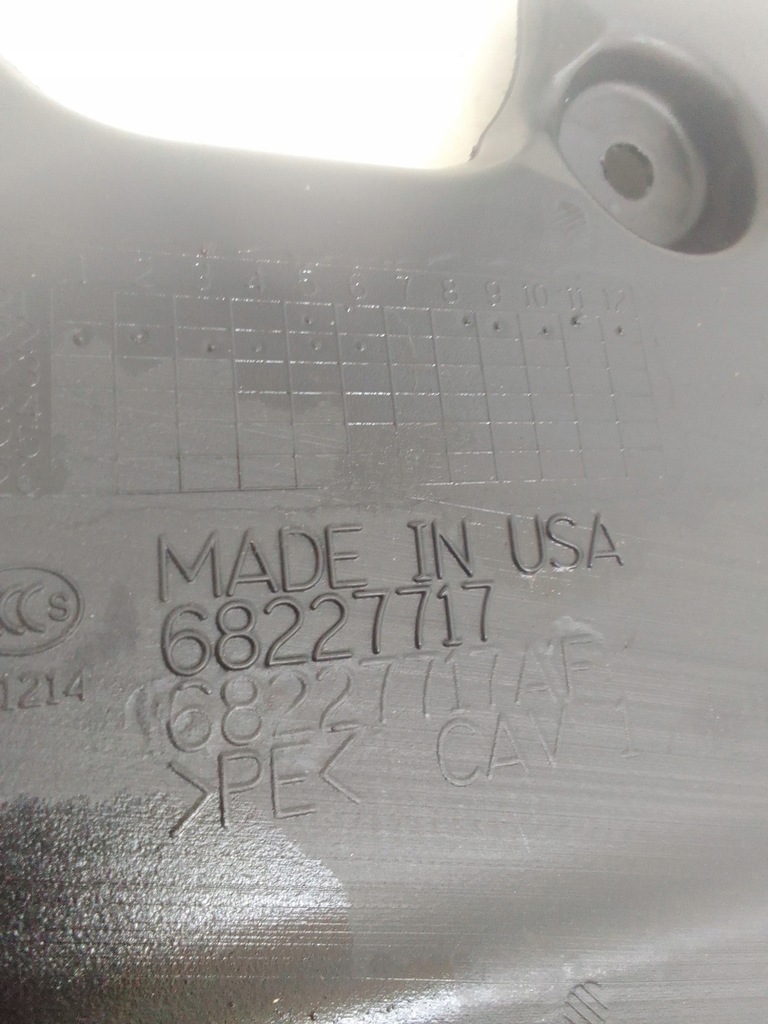 1 2 3 4 5 6 7 8 9 10 11 12
MADE IN USA
68227717
CCC S
1214
68227717AF
>PE< CAV 1